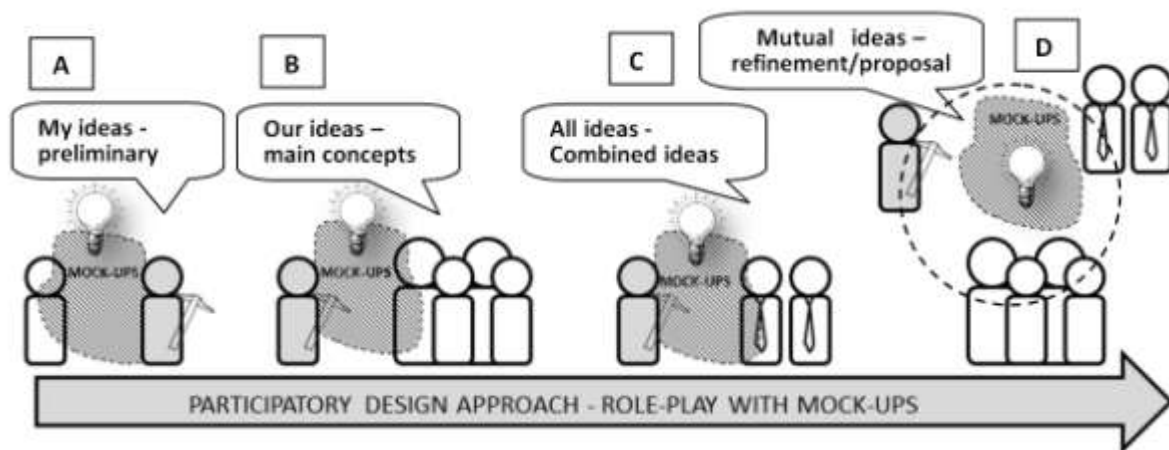 A
My ideas -
preliminary
MOCK-UPS
B
Our ideas –
main concepts
MOCK-UPS
C
All ideas -
Combined ideas
MOCK-UPS
Mutual ideas –
refinement/proposal
D
MOCK-UPS
PARTICIPATORY DESIGN APPROACH - ROLE-PLAY WITH MOCK-UPS